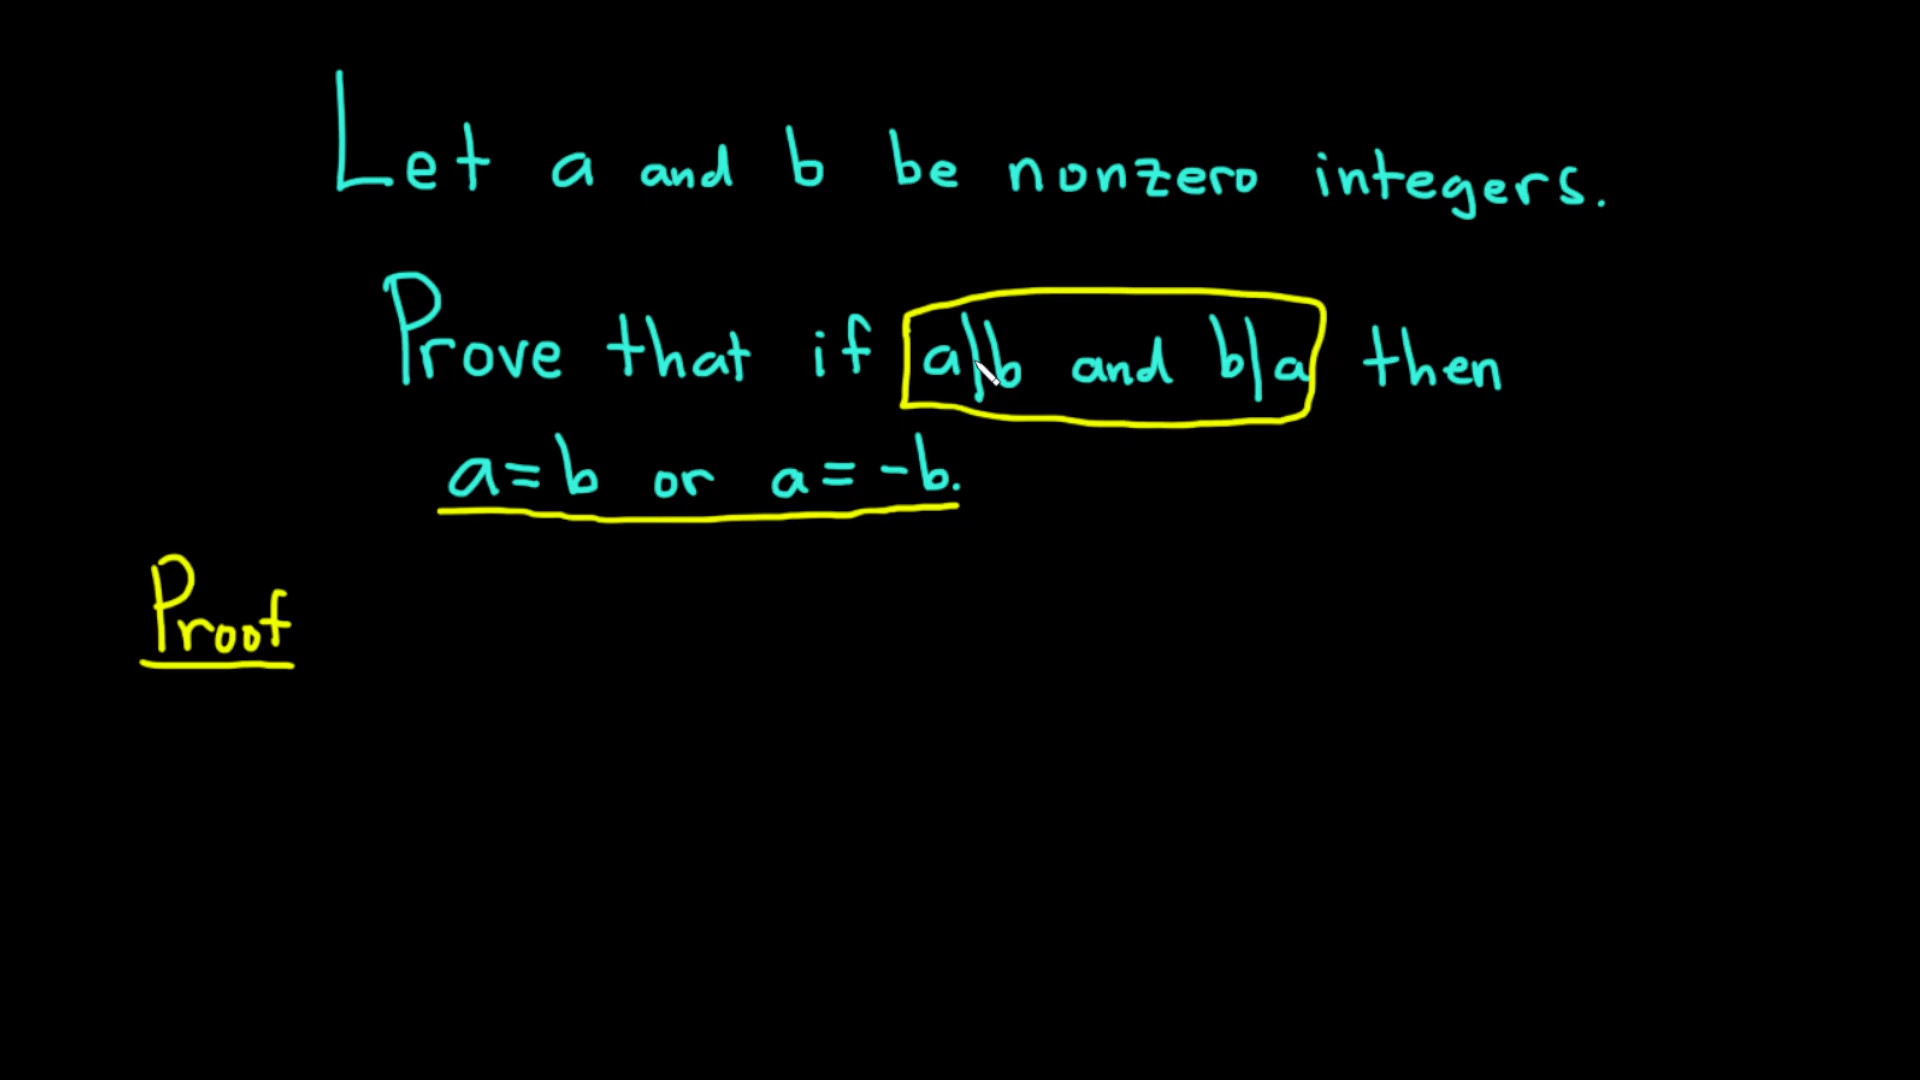 Let a and b be nonzero integers.
Prove that if a|b and b|a then
a=b or a=-b.
Proof